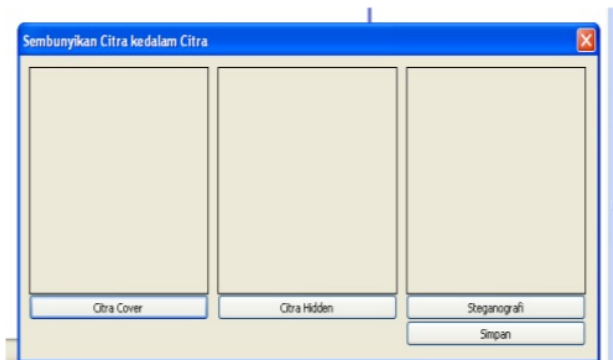 Sembunyikan Citra kedalam Citra
Citra Cover
Citra Hidden
Steganografi
Simpan